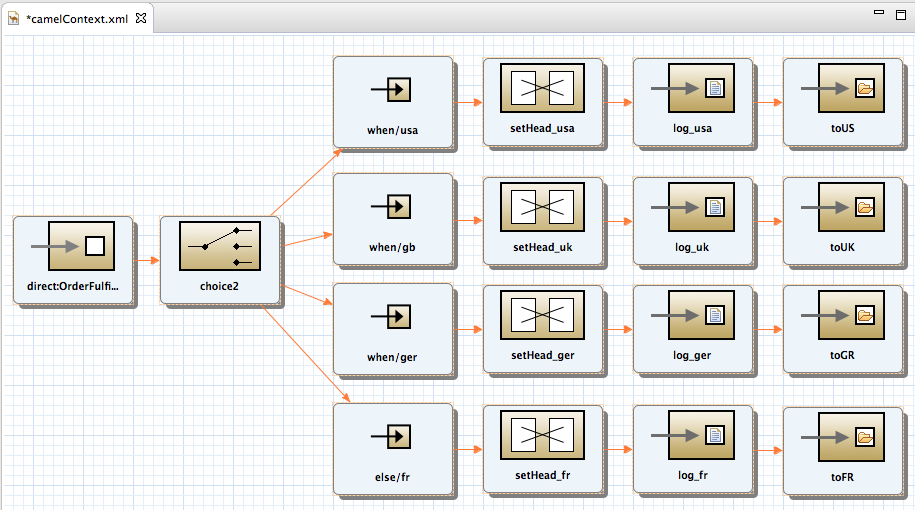 *camelContext.xml
when/usa
setHead_usa
log_usa
toUS
when/gb
setHead_uk
log_uk
toUK
direct:OrderFulfi...
choice2
when/ger
setHead_ger
log_ger
toGR
else/fr
setHead_fr
log_fr
toFR